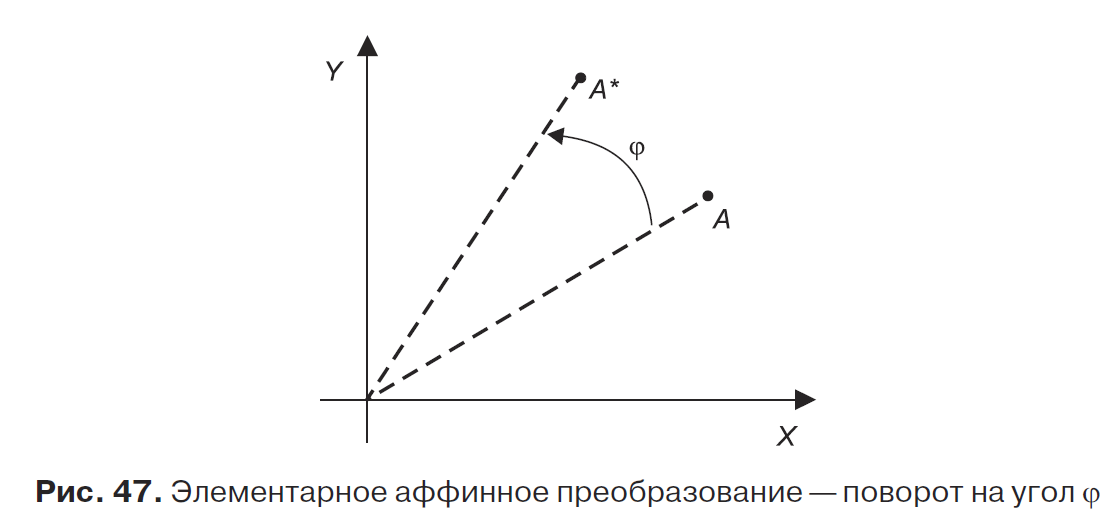 Y
A*
φ
A
X
Рис. 47. Элементарное аффинное преобразование — поворот на угол φ